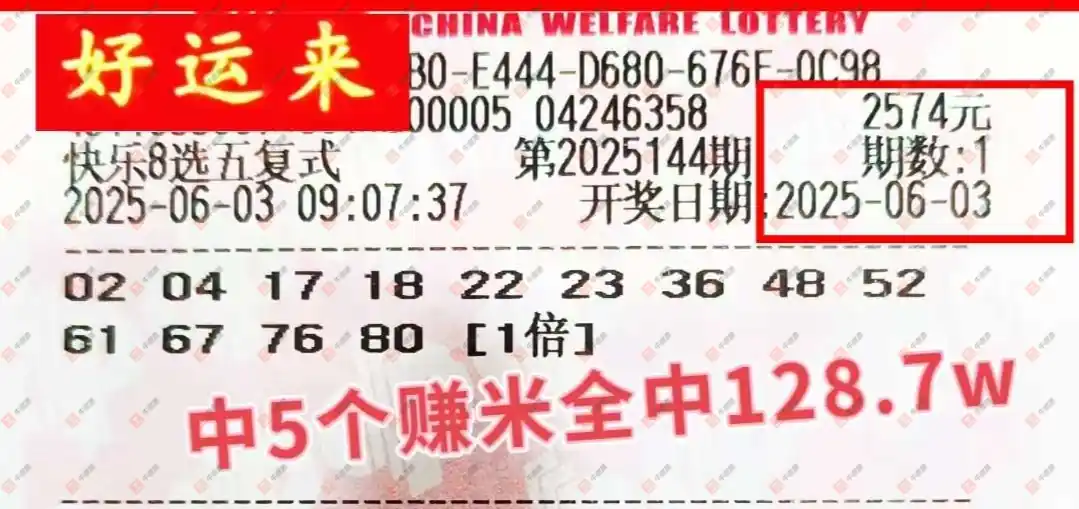 CHINA WELFARE LOTTERY
好运来
80-E444-D680-676E-0C98
00005 04246358 2574元
快乐8选五复式 第2025144期 期数:1
2025-06-03 09:07:37 开奖日期:2025-06-03
02 04 17 18 22 23 36 48 52
61 67 76 80 [1倍]
中5个赚米全中128.7w